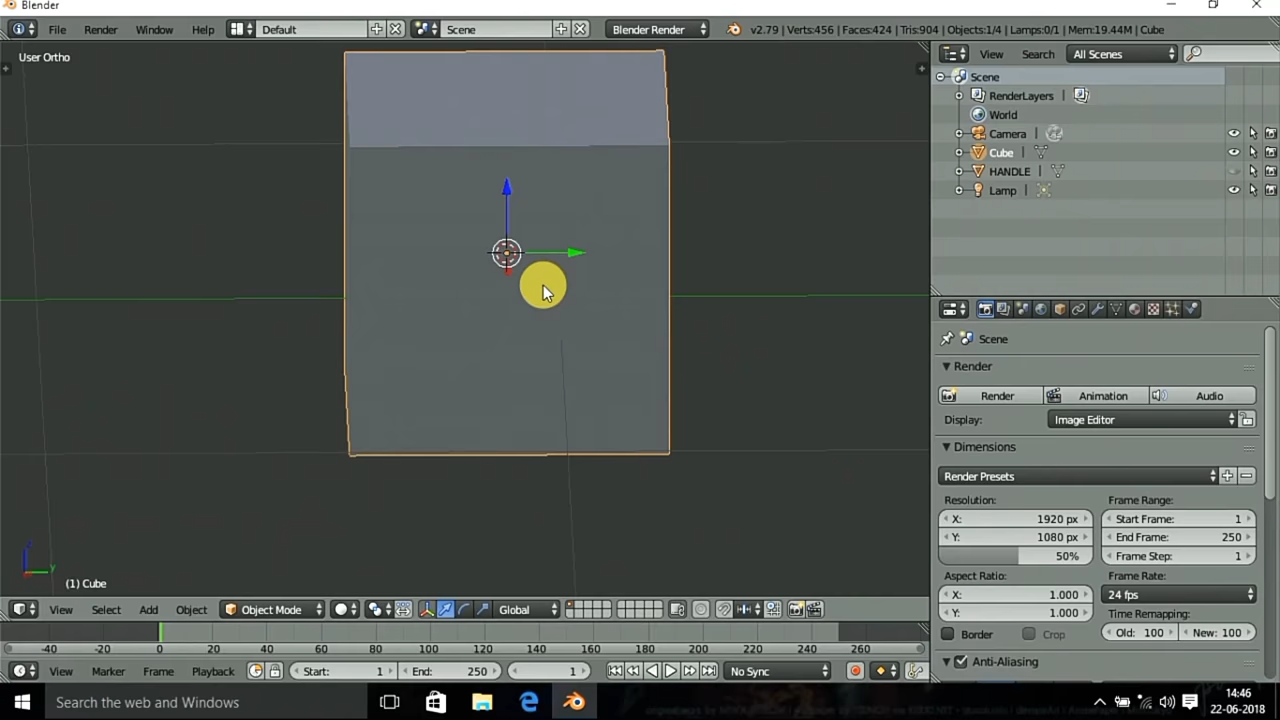 Blender
File Render Window Help Default Scene Blender Render v2.79 | Verts:456 | Faces:424 | Tris:904 | Objects:1/4 | Lamps:0/1 | Mem:19.44M | Cube
User Ortho
View Search All Scenes
Scene
RenderLayers
World
Camera
Cube
HANDLE
Lamp
Scene
Render
Render Animation Audio
Display: Image Editor
Dimensions
Render Presets
Resolution: Frame Range:
X: 1920 px Start Frame: 1
Y: 1080 px End Frame: 250
50% Frame Step: 1
Aspect Ratio: Frame Rate:
X: 1.000 24 fps
Y: 1.000 Time Remapping:
Border Crop Old: 100 New: 100
Anti-Aliasing
z
y
(1) Cube
View Select Add Object Object Mode Global
-40 -20 0 20 40 60 80 100 120 140 160 180 200 220 240 260
View Marker Frame Playback Start: 1 End: 250 1 No Sync
Search the web and Windows
14:46
22-06-2018